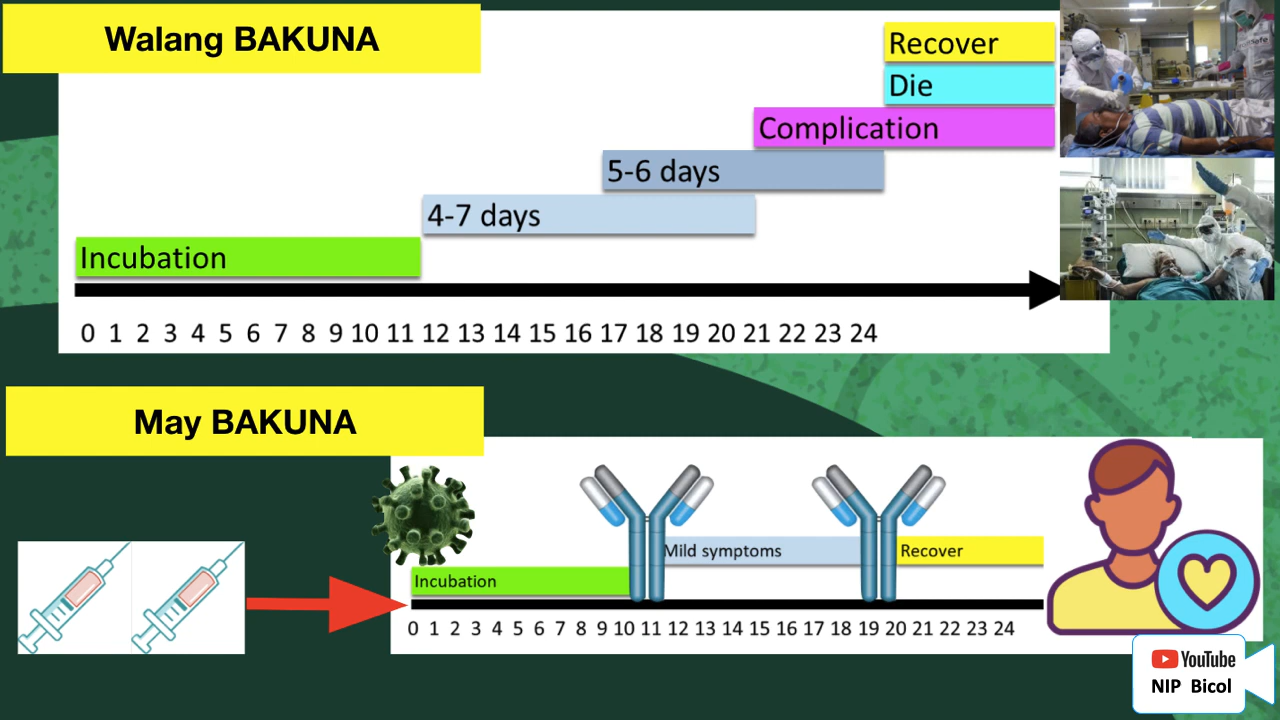 Walang BAKUNA
Recover
Die
Complication
5-6 days
4-7 days
Incubation
0 1 2 3 4 5 6 7 8 9 10 11 12 13 14 15 16 17 18 19 20 21 22 23 24
May BAKUNA
Mild symptoms
Recover
Incubation
0 1 2 3 4 5 6 7 8 9 10 11 12 13 14 15 16 17 18 19 20 21 22 23 24
YouTube
NIP Bicol